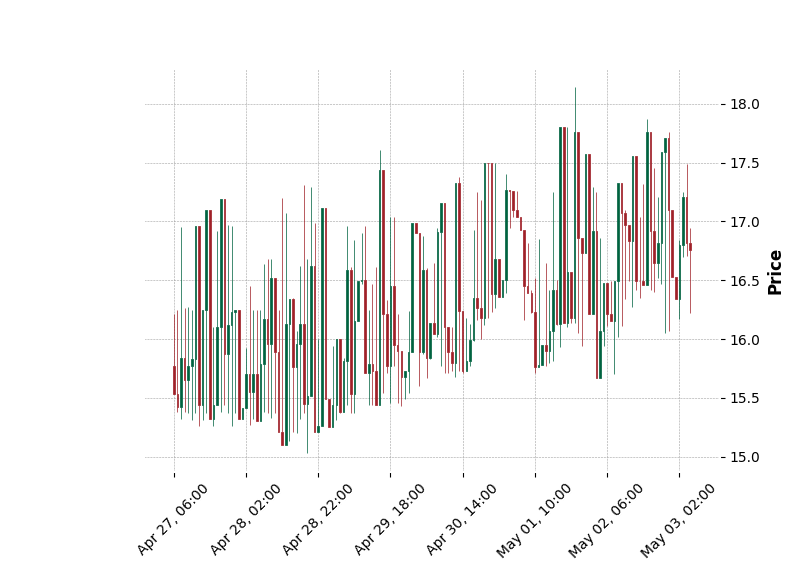 18.0
17.5
17.0
16.5
16.0
15.5
15.0
Price
Apr 27, 06:00
Apr 28, 02:00
Apr 28, 22:00
Apr 29, 18:00
Apr 30, 14:00
May 01, 10:00
May 02, 06:00
May 03, 02:00